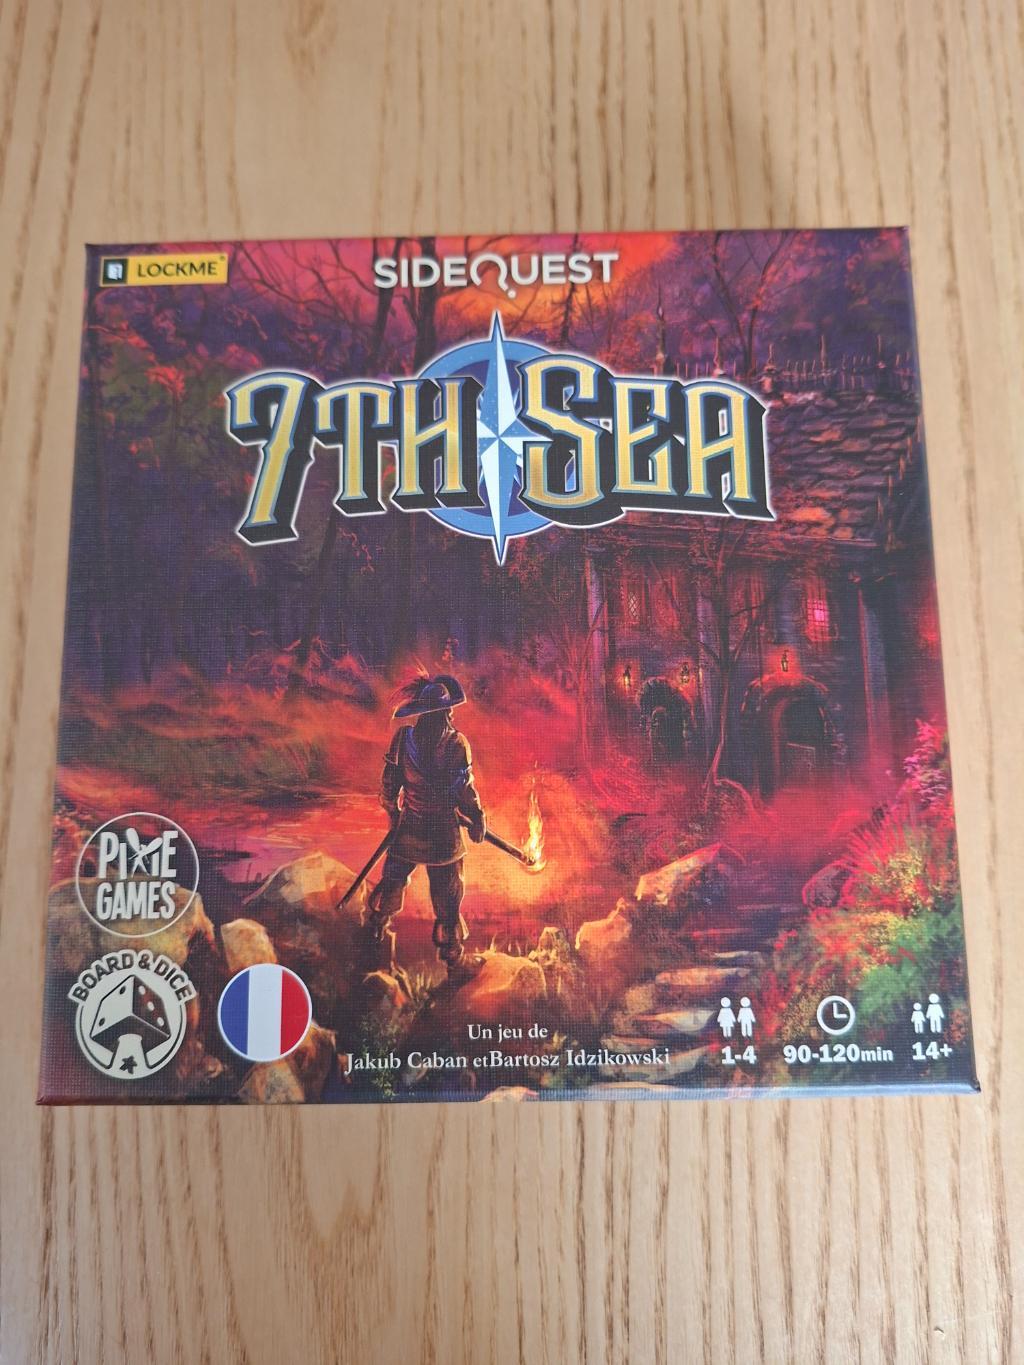 LOCKME
SIDEQUEST
7TH SEA
PIXIE
GAMES
BOARD & DICE
Un jeu de
Jakub Caban etBartosz Idzikowski
1-4
90-120min
14+